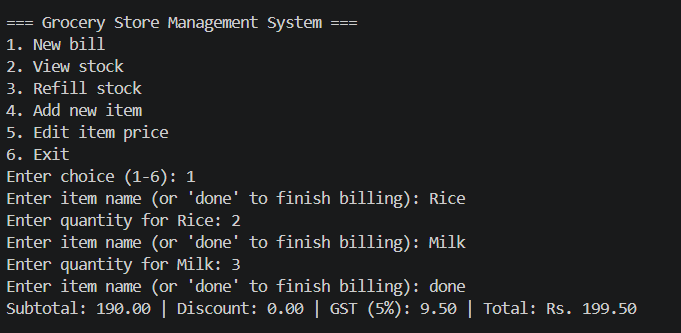 === Grocery Store Management System ===
1. New bill
2. View stock
3. Refill stock
4. Add new item
5. Edit item price
6. Exit
Enter choice (1-6): 1
Enter item name (or 'done' to finish billing): Rice
Enter quantity for Rice: 2
Enter item name (or 'done' to finish billing): Milk
Enter quantity for Milk: 3
Enter item name (or 'done' to finish billing): done
Subtotal: 190.00 | Discount: 0.00 | GST (5%): 9.50 | Total: Rs. 199.50